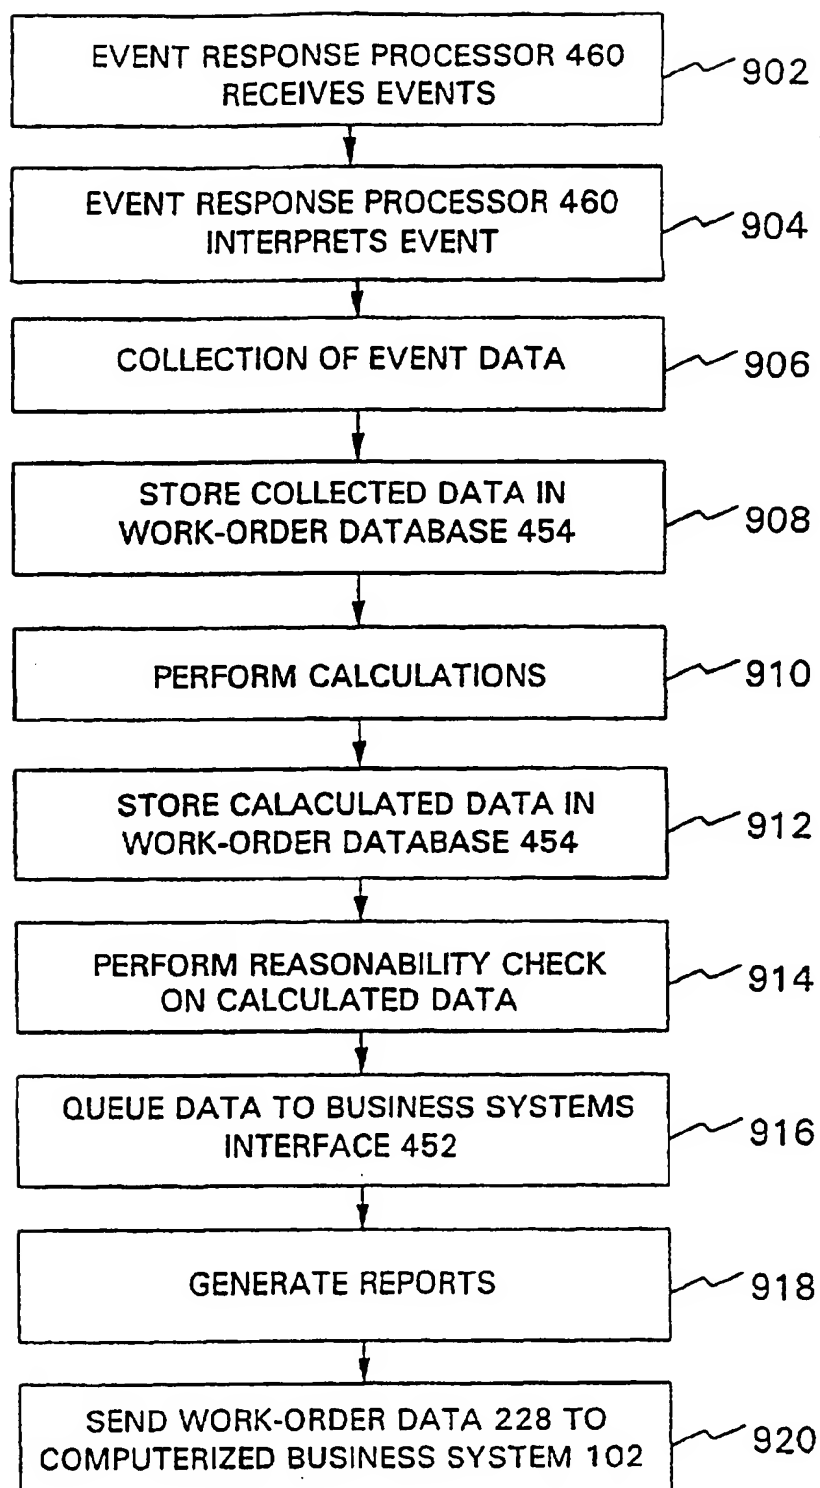 EVENT RESPONSE PROCESSOR 460
RECEIVES EVENTS
902
EVENT RESPONSE PROCESSOR 460
INTERPRETS EVENT
904
COLLECTION OF EVENT DATA
906
STORE COLLECTED DATA IN
WORK-ORDER DATABASE 454
908
PERFORM CALCULATIONS
910
STORE CALACULATED DATA IN
WORK-ORDER DATABASE 454
912
PERFORM REASONABILITY CHECK
ON CALCULATED DATA
914
QUEUE DATA TO BUSINESS SYSTEMS
INTERFACE 452
916
GENERATE REPORTS
918
SEND WORK-ORDER DATA 228 TO
COMPUTERIZED BUSINESS SYSTEM 102
920